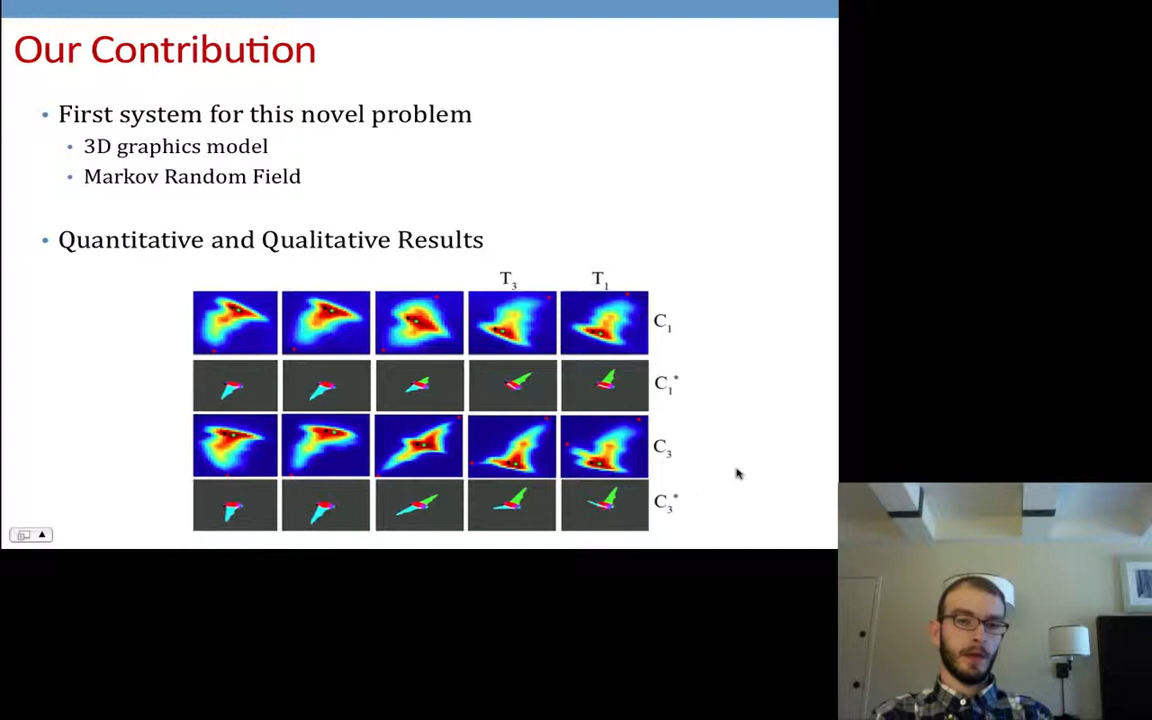 Our Contribution
• First system for this novel problem
• 3D graphics model
• Markov Random Field
• Quantitative and Qualitative Results
T3 T1
C1
C1*
C3
C3*